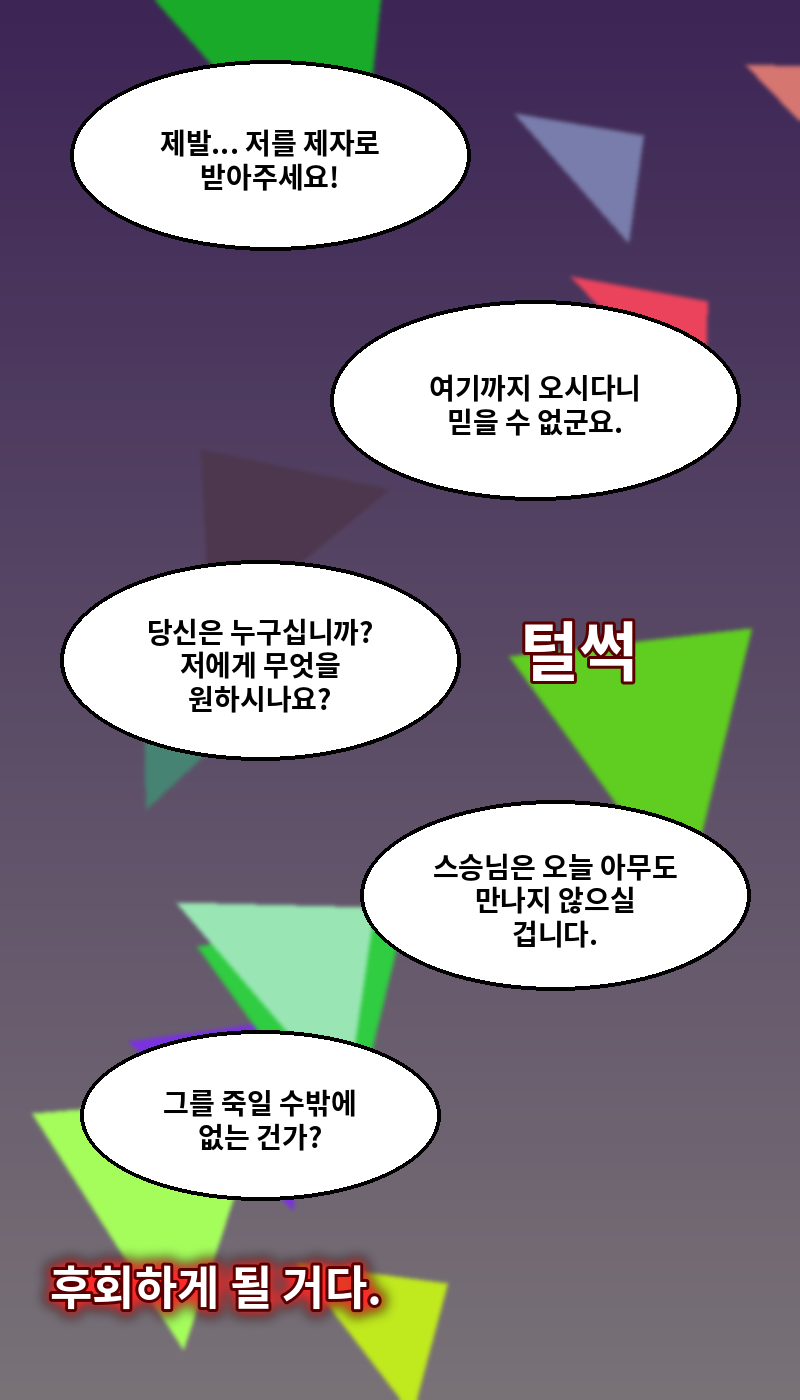 제발... 저를 제자로
받아주세요!
여기까지 오시다니
믿을 수 없군요.
당신은 누구십니까?
저에게 무엇을
원하시나요?
털썩
스승님은 오늘 아무도
만나지 않으실
겁니다.
그를 죽일 수밖에
없는 건가?
후회하게 될 거다.